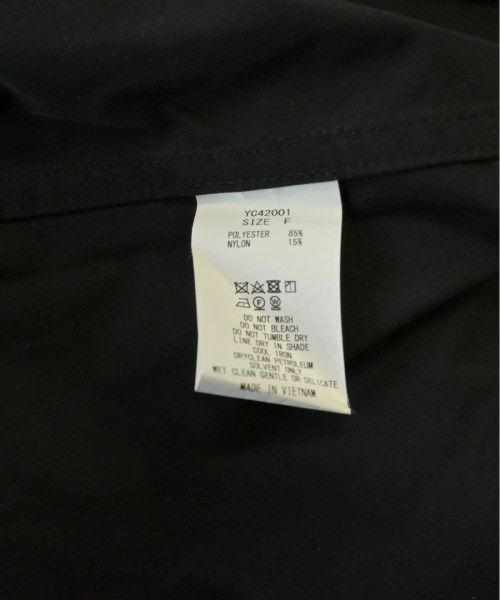 YC42001
SIZE F
POLYESTER 85%
NYLON 15%
F W
DO NOT WASH
DO NOT BLEACH
DO NOT TUMBLE DRY
LINE DRY IN SHADE
COOL IRON
DRYCLEAN PETROLEUM
SOLVENT ONLY
WET CLEAN GENTLE OR DELICATE
MADE IN VIETNAM